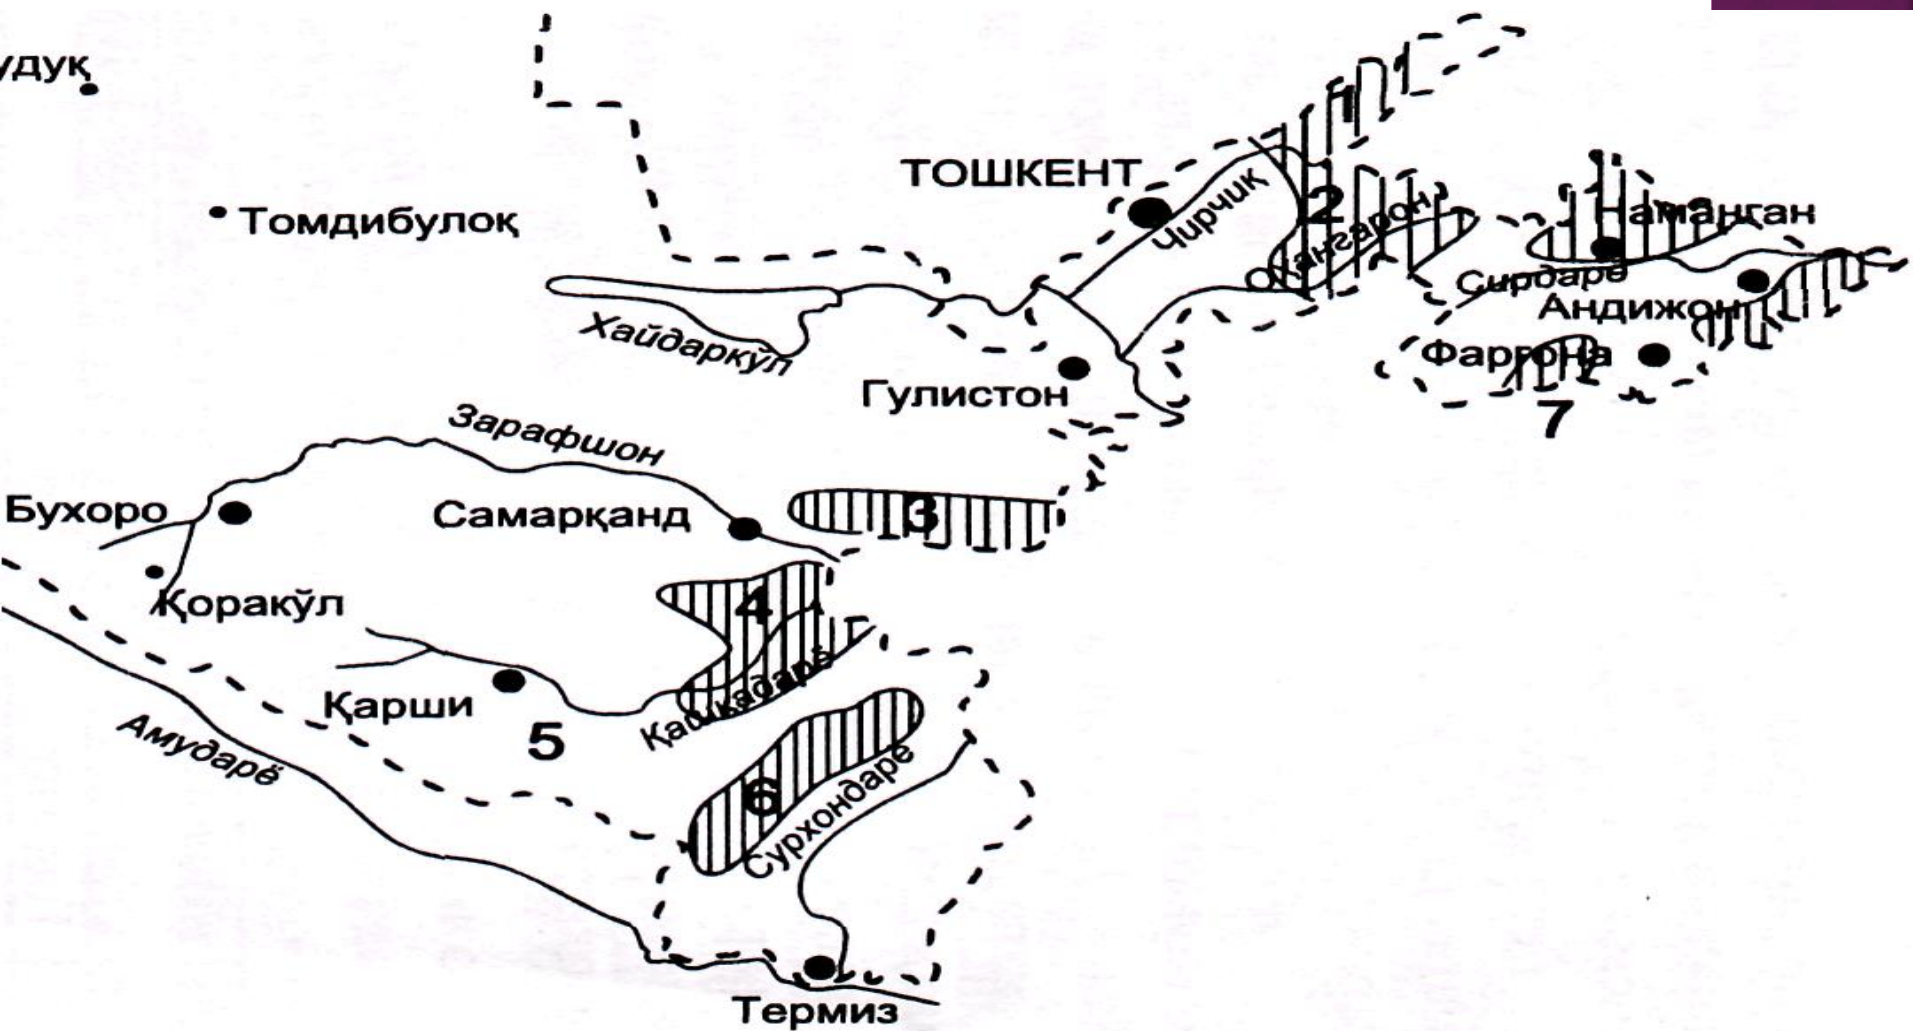 удуқ
1
ТОШКЕНТ
Чирчиқ
2
Наманган
Томдибулоқ
Оҳангарон
Сирдарё
Андижон
Хайдаркўл
Фарғона
Гулистон
7
Зарафшон
Бухоро
Самарқанд
3
Қоракўл
4
Қарши
Қашқадарё
5
Амударё
6
Сурхондарё
Термиз